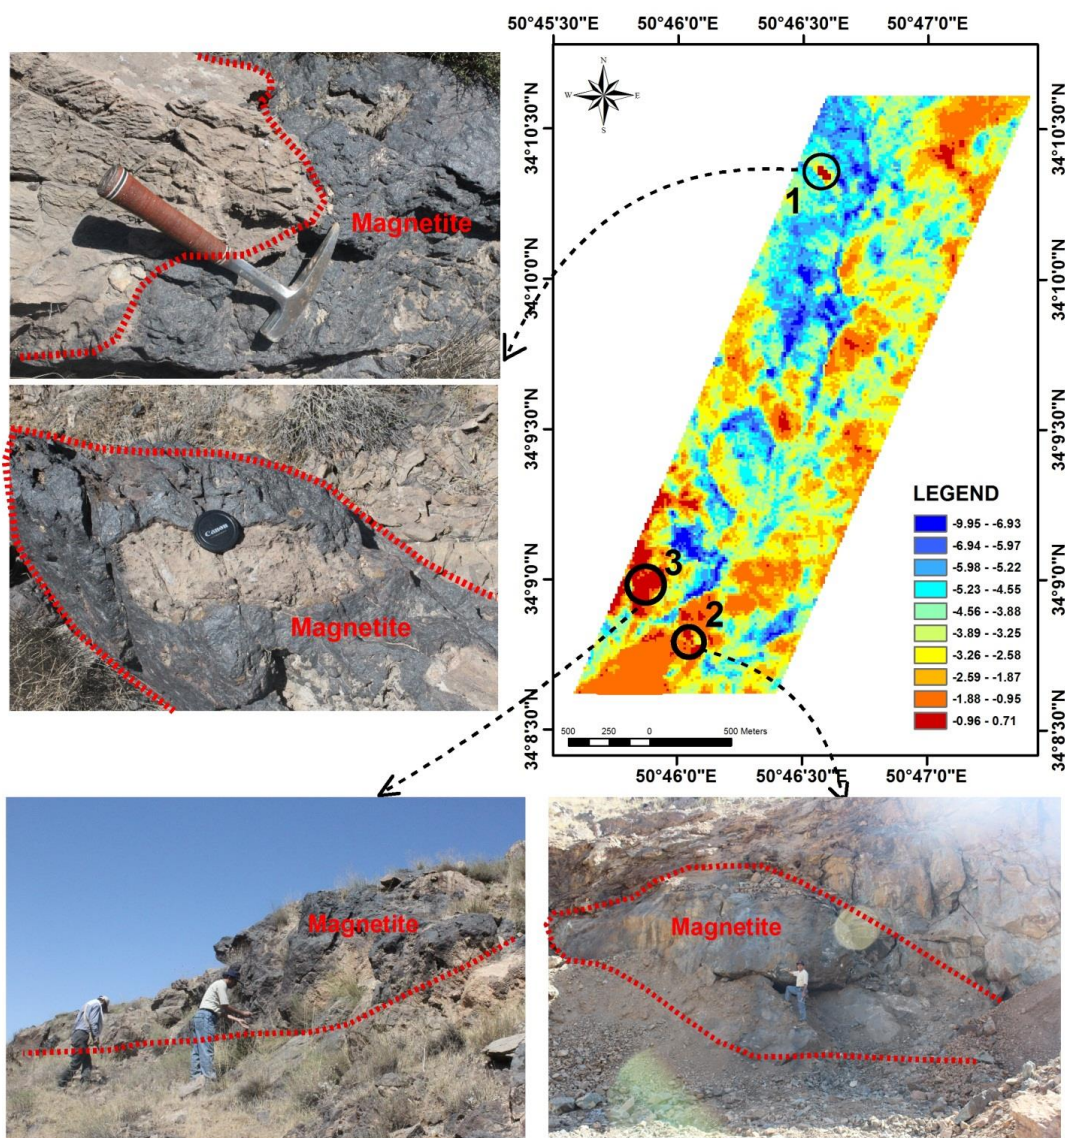 50°45'30"E 50°46'0"E 50°46'30"E 50°47'0"E
N
W E
S
34°10'30"N 34°10'30"N
1
Magnetite
34°10'0"N 34°10'0"N
34°9'30"N 34°9'30"N
Canon
Magnetite
LEGEND
-9.95 - -6.93
-6.94 - -5.97
-5.98 - -5.22
-5.23 - -4.55
-4.56 - -3.88
-3.89 - -3.25
-3.26 - -2.58
-2.59 - -1.87
-1.88 - -0.95
-0.96 - 0.71
34°9'0"N 34°9'0"N
3
2
34°8'30"N 34°8'30"N
500 250 0 500 Meters
50°46'0"E 50°46'30"E 50°47'0"E
Magnetite
Magnetite